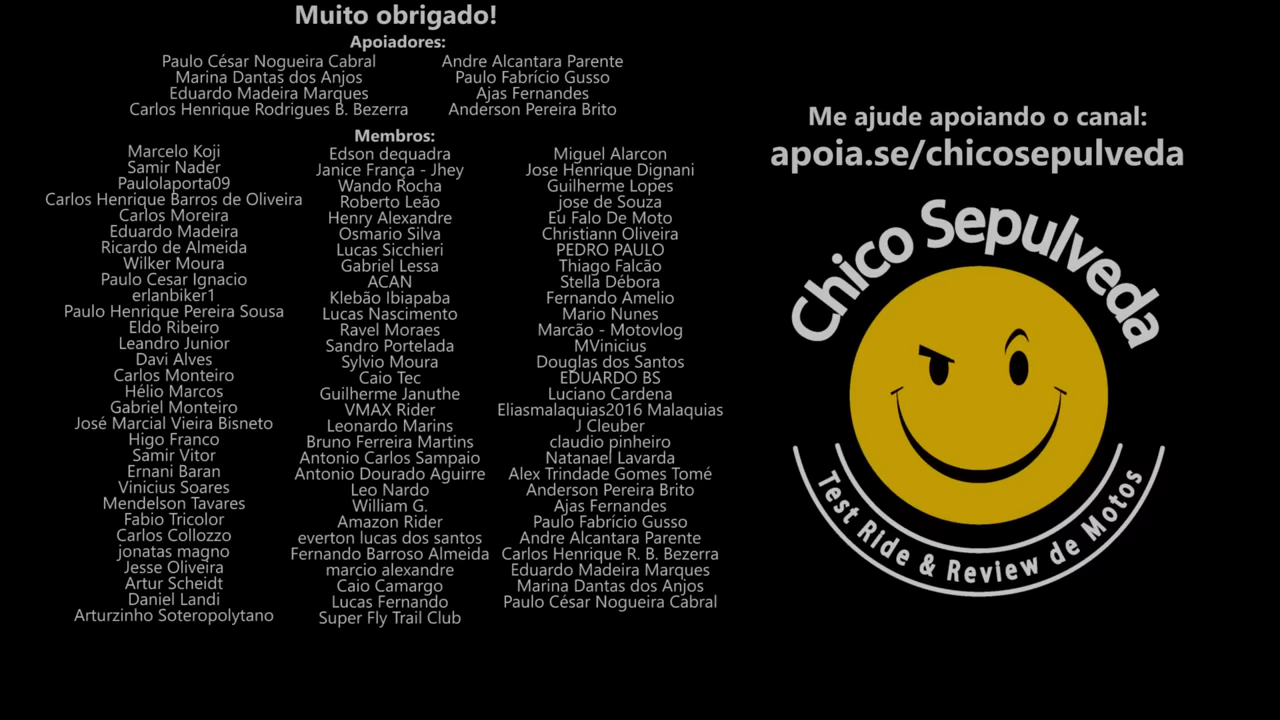 Muito obrigado!
Apoiadores:
Paulo César Nogueira Cabral
Marina Dantas dos Anjos
Eduardo Madeira Marques
Carlos Henrique Rodrigues B. Bezerra
Andre Alcantara Parente
Paulo Fabrício Gusso
Ajas Fernandes
Anderson Pereira Brito
Membros:
Marcelo Koji
Samir Nader
Paulolaporta09
Carlos Henrique Barros de Oliveira
Carlos Moreira
Eduardo Madeira
Ricardo de Almeida
Wilker Moura
Paulo Cesar Ignacio
erlanbiker1
Paulo Henrique Pereira Sousa
Eldo Ribeiro
Leandro Junior
Davi Alves
Carlos Monteiro
Hélio Marcos
Gabriel Monteiro
José Marcial Vieira Bisneto
Higo Franco
Samir Vitor
Ernani Baran
Vinicius Soares
Mendelson Tavares
Fabio Tricolor
Carlos Collozzo
jonatas magno
Jesse Oliveira
Artur Scheidt
Daniel Landi
Arturzinho Soteropolytano
Edson dequadra
Janice França - Jhey
Wando Rocha
Roberto Leão
Henry Alexandre
Osmario Silva
Lucas Sicchieri
Gabriel Lessa
ACAN
Klebão Ibiapaba
Lucas Nascimento
Ravel Moraes
Sandro Portelada
Sylvio Moura
Caio Tec
Guilherme Januthe
VMAX Rider
Leonardo Marins
Bruno Ferreira Martins
Antonio Carlos Sampaio
Antonio Dourado Aguirre
Leo Nardo
William G.
Amazon Rider
everton lucas dos santos
Fernando Barroso Almeida
marcio alexandre
Caio Camargo
Lucas Fernando
Super Fly Trail Club
Miguel Alarcon
Jose Henrique Dignani
Guilherme Lopes
jose de Souza
Eu Falo De Moto
Christiann Oliveira
PEDRO PAULO
Thiago Falcão
Stella Débora
Fernando Amelio
Mario Nunes
Marcão - Motovlog
MVinicius
Douglas dos Santos
EDUARDO BS
Luciano Cardena
Eliasmalaquias2016 Malaquias
J Cleuber
claudio pinheiro
Natanael Lavarda
Alex Trindade Gomes Tomé
Anderson Pereira Brito
Ajas Fernandes
Paulo Fabrício Gusso
Andre Alcantara Parente
Carlos Henrique R. B. Bezerra
Eduardo Madeira Marques
Marina Dantas dos Anjos
Paulo César Nogueira Cabral
Me ajude apoiando o canal:
apoia.se/chicosepulveda
Chico Sepulveda
Test Ride & Review de Motos